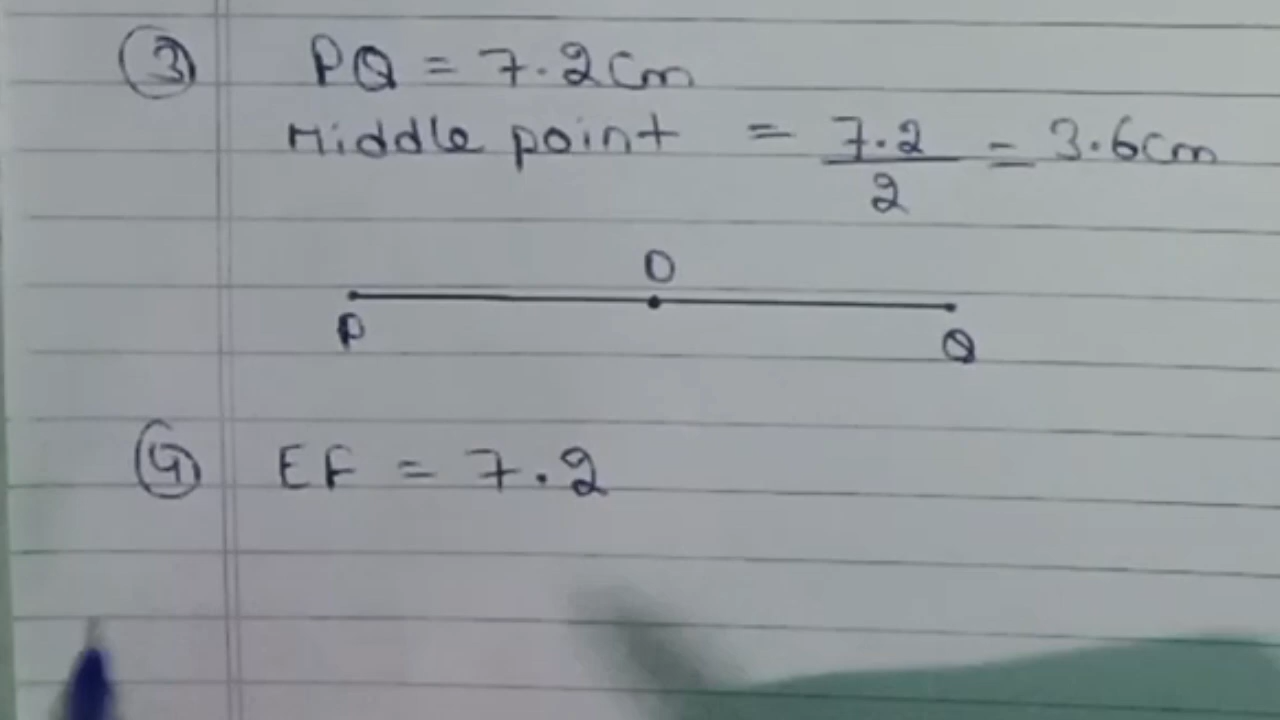 ③ PQ = 7.2cm
Middle point = 7.2/2 = 3.6cm
O
P Q
④ EF = 7.2